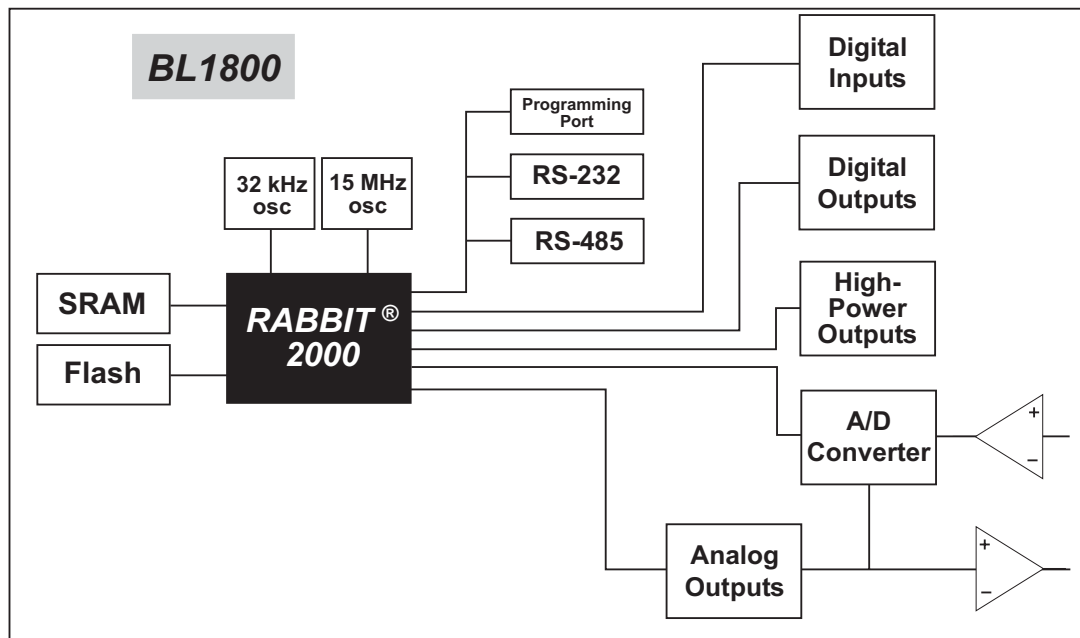 BL1800
Digital
Inputs
Programming
Port
Digital
Outputs
32 kHz
osc
15 MHz
osc
RS-232
RS-485
SRAM
RABBIT ®
2000
High-
Power
Outputs
Flash
A/D
Converter
+
−
Analog
Outputs
+
−